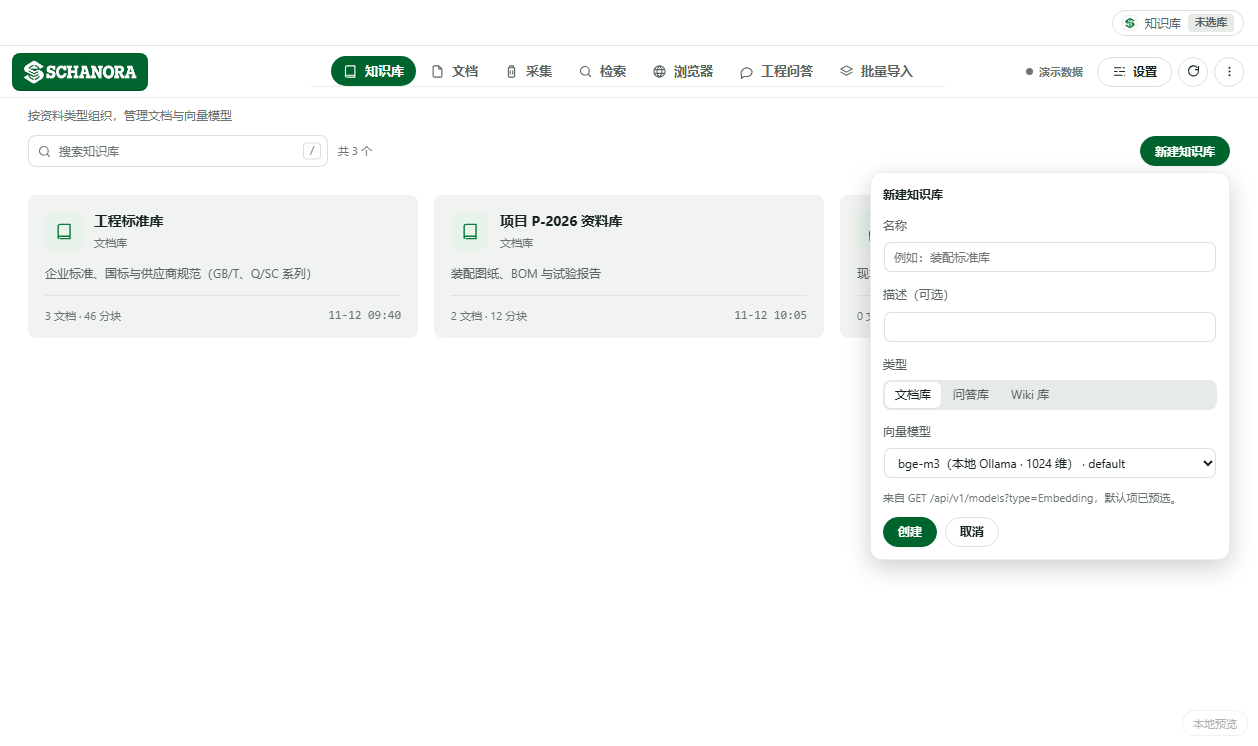 知识库 未选库
SCHANORA
知识库 文档 采集 检索 浏览器 工程问答 批量导入
演示数据 设置
按资料类型组织，管理文档与向量模型
搜索知识库 / 共 3 个
新建知识库
工程标准库
文档库
企业标准、国标与供应商规范（GB/T、Q/SC 系列）
3 文档 · 46 分块 11-12 09:40
项目 P-2026 资料库
文档库
装配图纸、BOM 与试验报告
2 文档 · 12 分块 11-12 10:05
现
0
新建知识库
名称
例如：装配标准库
描述（可选）
类型
文档库 问答库 Wiki 库
向量模型
bge-m3（本地 Ollama · 1024 维） · default
来自 GET /api/v1/models?type=Embedding，默认项已预选。
创建 取消
本地预览